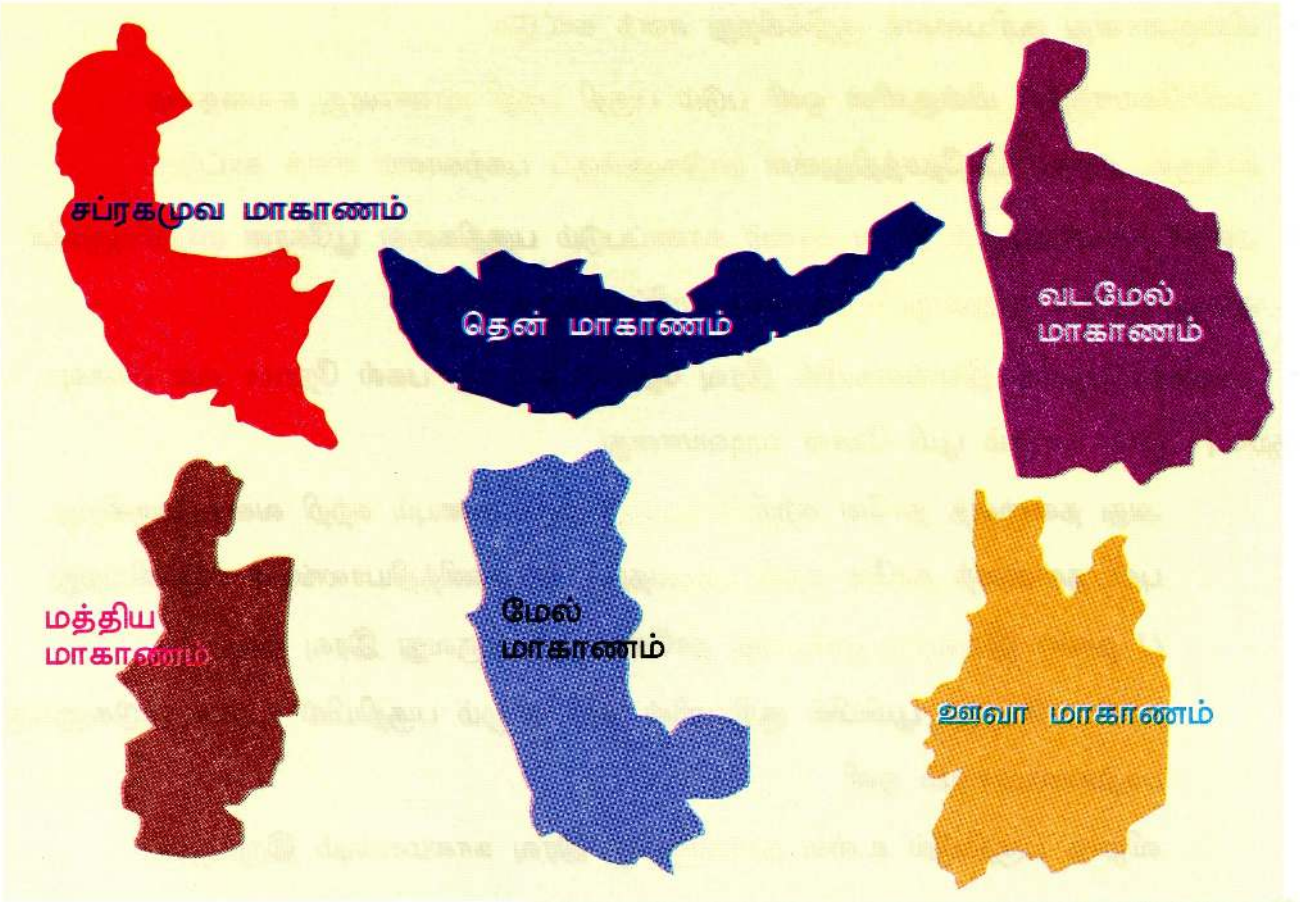 சப்ரகமுவ மாகாணம்
தென் மாகாணம்
வடமேல்
மாகாணம்
மத்திய
மாகாணம்
மேல்
மாகாணம்
ஊவா மாகாணம்